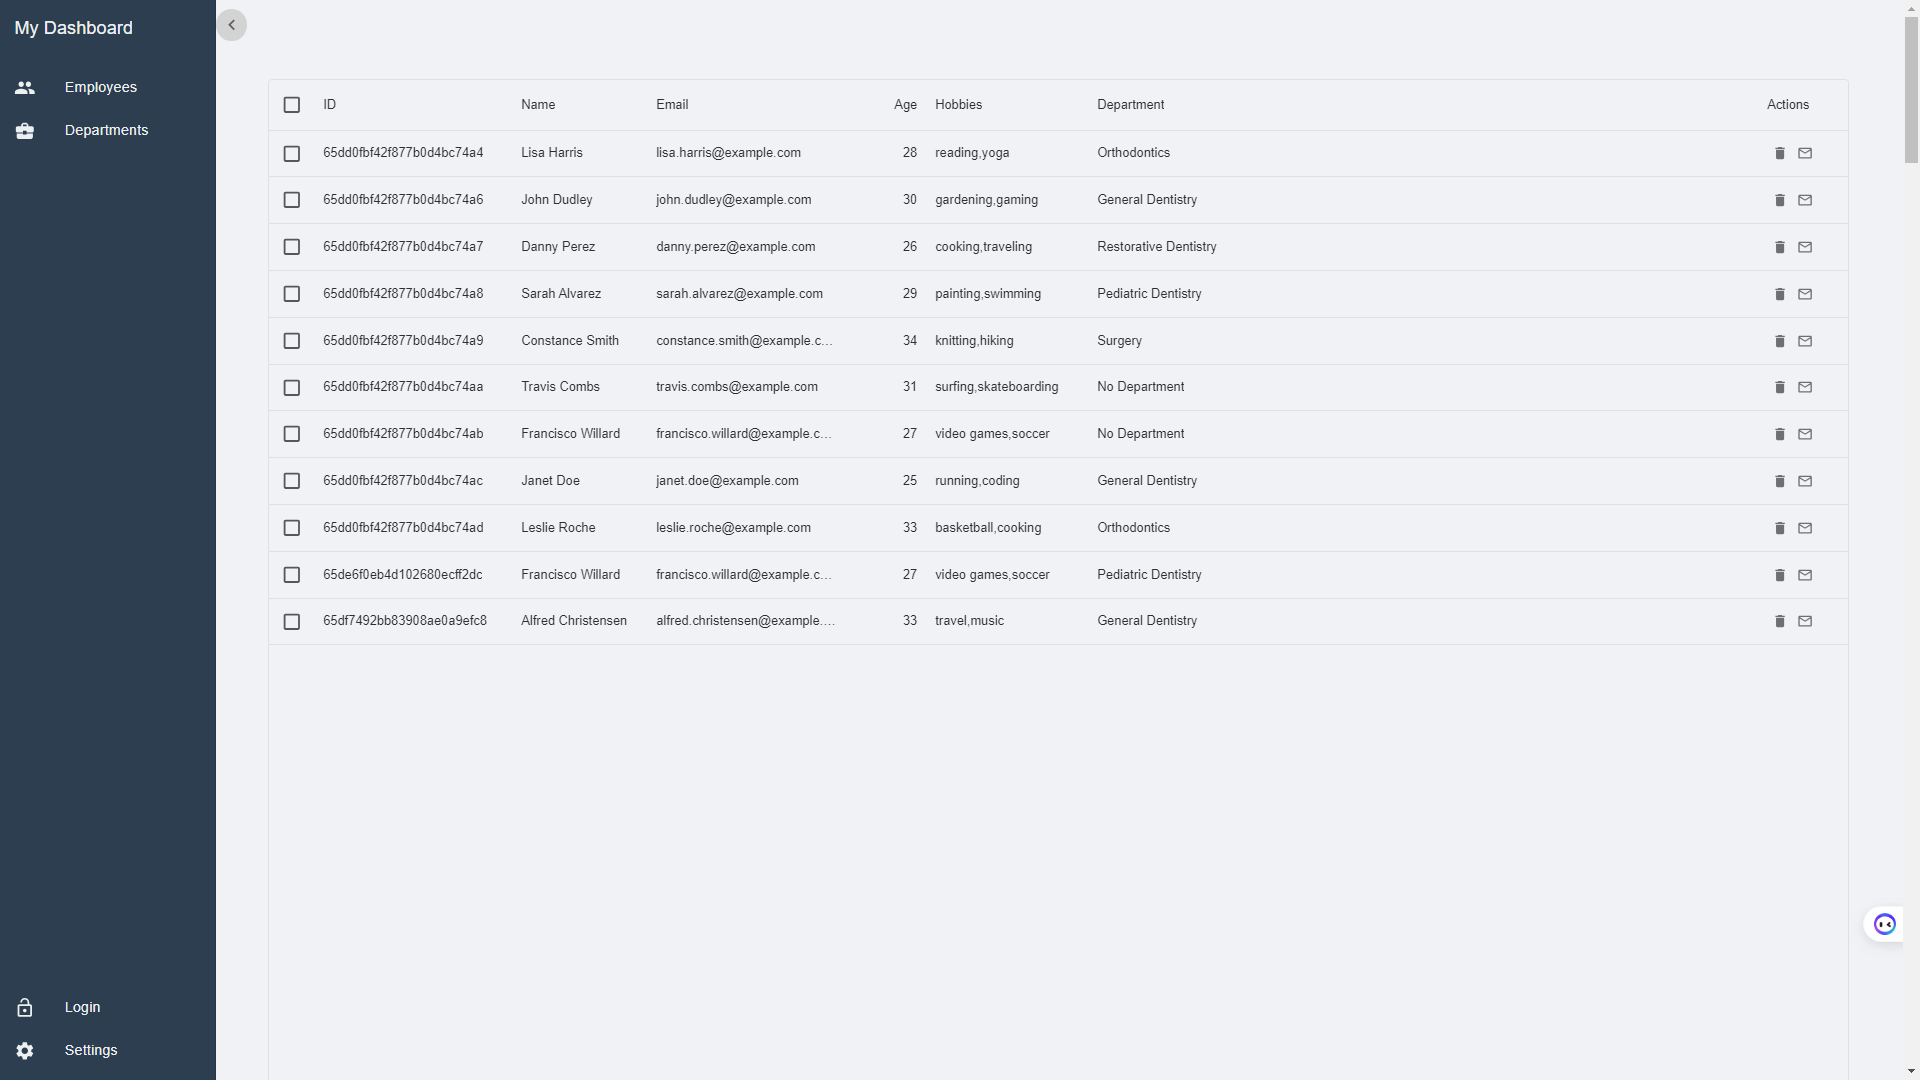 My Dashboard
Employees
Departments
ID Name Email Age Hobbies Department Actions
65dd0fbf42f877b0d4bc74a4 Lisa Harris lisa.harris@example.com 28 reading,yoga Orthodontics
65dd0fbf42f877b0d4bc74a6 John Dudley john.dudley@example.com 30 gardening,gaming General Dentistry
65dd0fbf42f877b0d4bc74a7 Danny Perez danny.perez@example.com 26 cooking,traveling Restorative Dentistry
65dd0fbf42f877b0d4bc74a8 Sarah Alvarez sarah.alvarez@example.com 29 painting,swimming Pediatric Dentistry
65dd0fbf42f877b0d4bc74a9 Constance Smith constance.smith@example.c... 34 knitting,hiking Surgery
65dd0fbf42f877b0d4bc74aa Travis Combs travis.combs@example.com 31 surfing,skateboarding No Department
65dd0fbf42f877b0d4bc74ab Francisco Willard francisco.willard@example.c... 27 video games,soccer No Department
65dd0fbf42f877b0d4bc74ac Janet Doe janet.doe@example.com 25 running,coding General Dentistry
65dd0fbf42f877b0d4bc74ad Leslie Roche leslie.roche@example.com 33 basketball,cooking Orthodontics
65de6f0eb4d102680ecff2dc Francisco Willard francisco.willard@example.c... 27 video games,soccer Pediatric Dentistry
65df7492bb83908ae0a9efc8 Alfred Christensen alfred.christensen@example.... 33 travel,music General Dentistry
Login
Settings